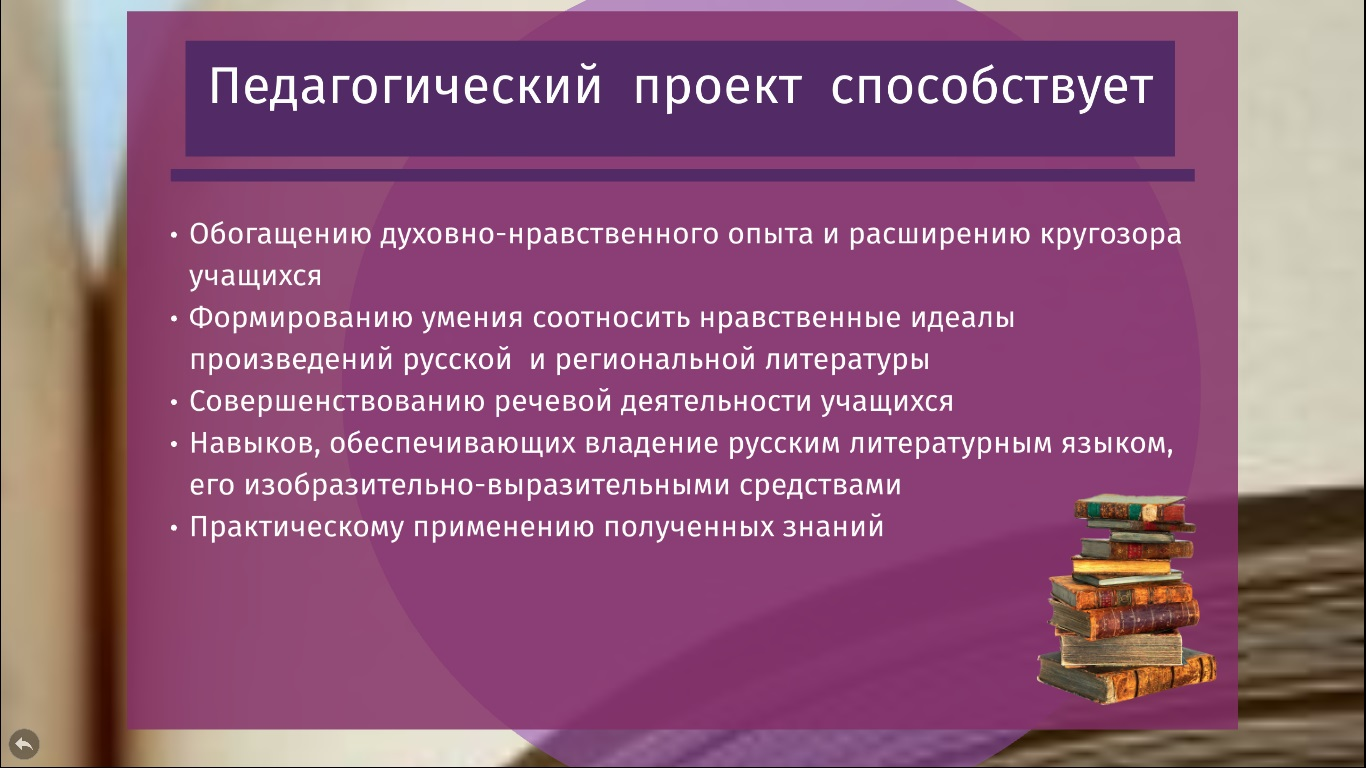 Педагогический проект способствует
• Обогащению духовно-нравственного опыта и расширению кругозора
учащихся
• Формированию умения соотносить нравственные идеалы
произведений русской и региональной литературы
• Совершенствованию речевой деятельности учащихся
• Навыков, обеспечивающих владение русским литературным языком,
его изобразительно-выразительными средствами
• Практическому применению полученных знаний